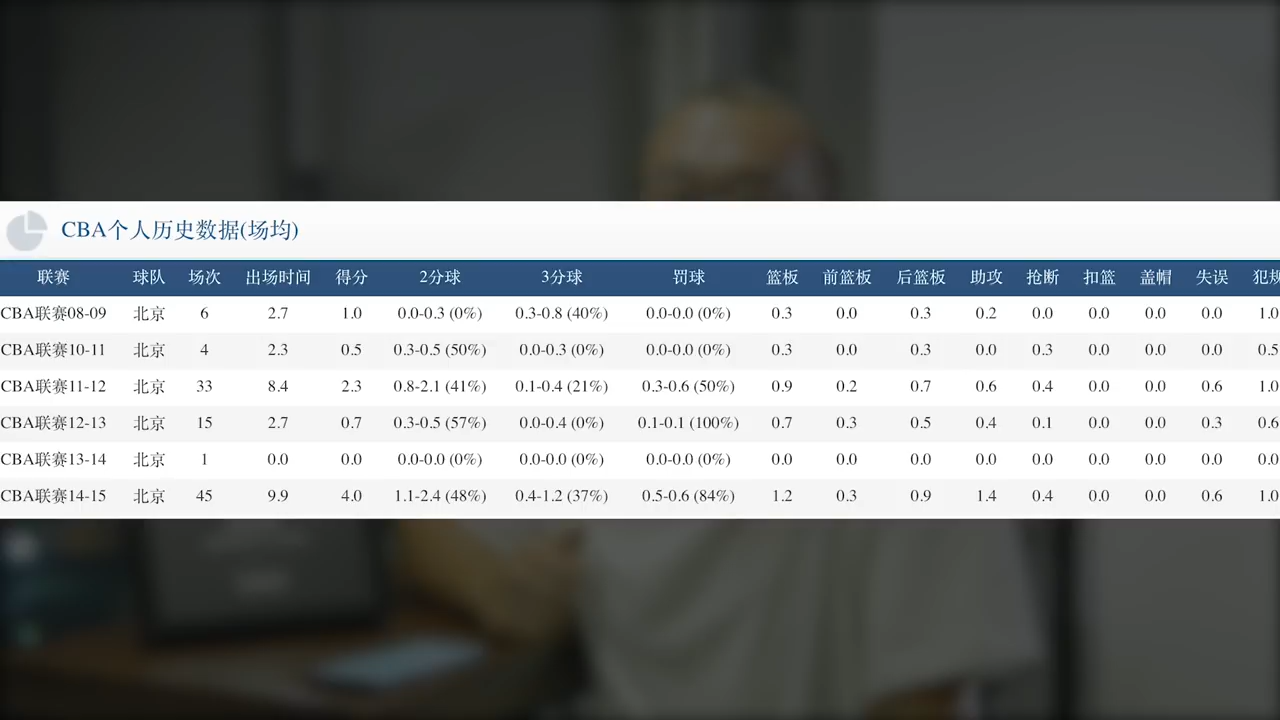 CBA个人历史数据(场均)
联赛 球队 场次 出场时间 得分 2分球 3分球 罚球 篮板 前篮板 后篮板 助攻 抢断 扣篮 盖帽 失误 犯规
CBA联赛08-09 北京 6 2.7 1.0 0.0-0.3 (0%) 0.3-0.8 (40%) 0.0-0.0 (0%) 0.3 0.0 0.3 0.2 0.0 0.0 0.0 0.0 1.0
CBA联赛10-11 北京 4 2.3 0.5 0.3-0.5 (50%) 0.0-0.3 (0%) 0.0-0.0 (0%) 0.3 0.0 0.3 0.0 0.3 0.0 0.0 0.0 0.5
CBA联赛11-12 北京 33 8.4 2.3 0.8-2.1 (41%) 0.1-0.4 (21%) 0.3-0.6 (50%) 0.9 0.2 0.7 0.6 0.4 0.0 0.0 0.6 1.0
CBA联赛12-13 北京 15 2.7 0.7 0.3-0.5 (57%) 0.0-0.4 (0%) 0.1-0.1 (100%) 0.7 0.3 0.5 0.4 0.1 0.0 0.0 0.3 0.6
CBA联赛13-14 北京 1 0.0 0.0 0.0-0.0 (0%) 0.0-0.0 (0%) 0.0-0.0 (0%) 0.0 0.0 0.0 0.0 0.0 0.0 0.0 0.0 0.0
CBA联赛14-15 北京 45 9.9 4.0 1.1-2.4 (48%) 0.4-1.2 (37%) 0.5-0.6 (84%) 1.2 0.3 0.9 1.4 0.4 0.0 0.0 0.6 1.0